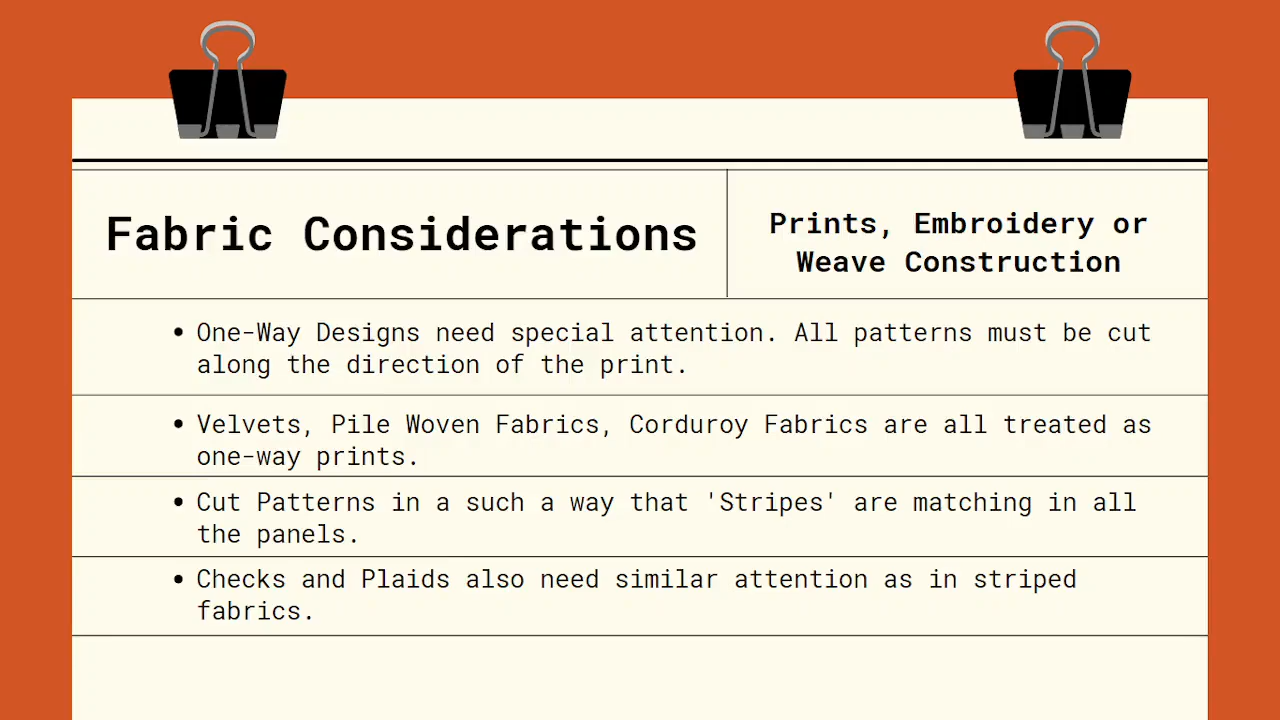 Fabric Considerations
Prints, Embroidery or
Weave Construction
• One-Way Designs need special attention. All patterns must be cut
along the direction of the print.
• Velvets, Pile Woven Fabrics, Corduroy Fabrics are all treated as
one-way prints.
• Cut Patterns in a such a way that 'Stripes' are matching in all
the panels.
• Checks and Plaids also need similar attention as in striped
fabrics.